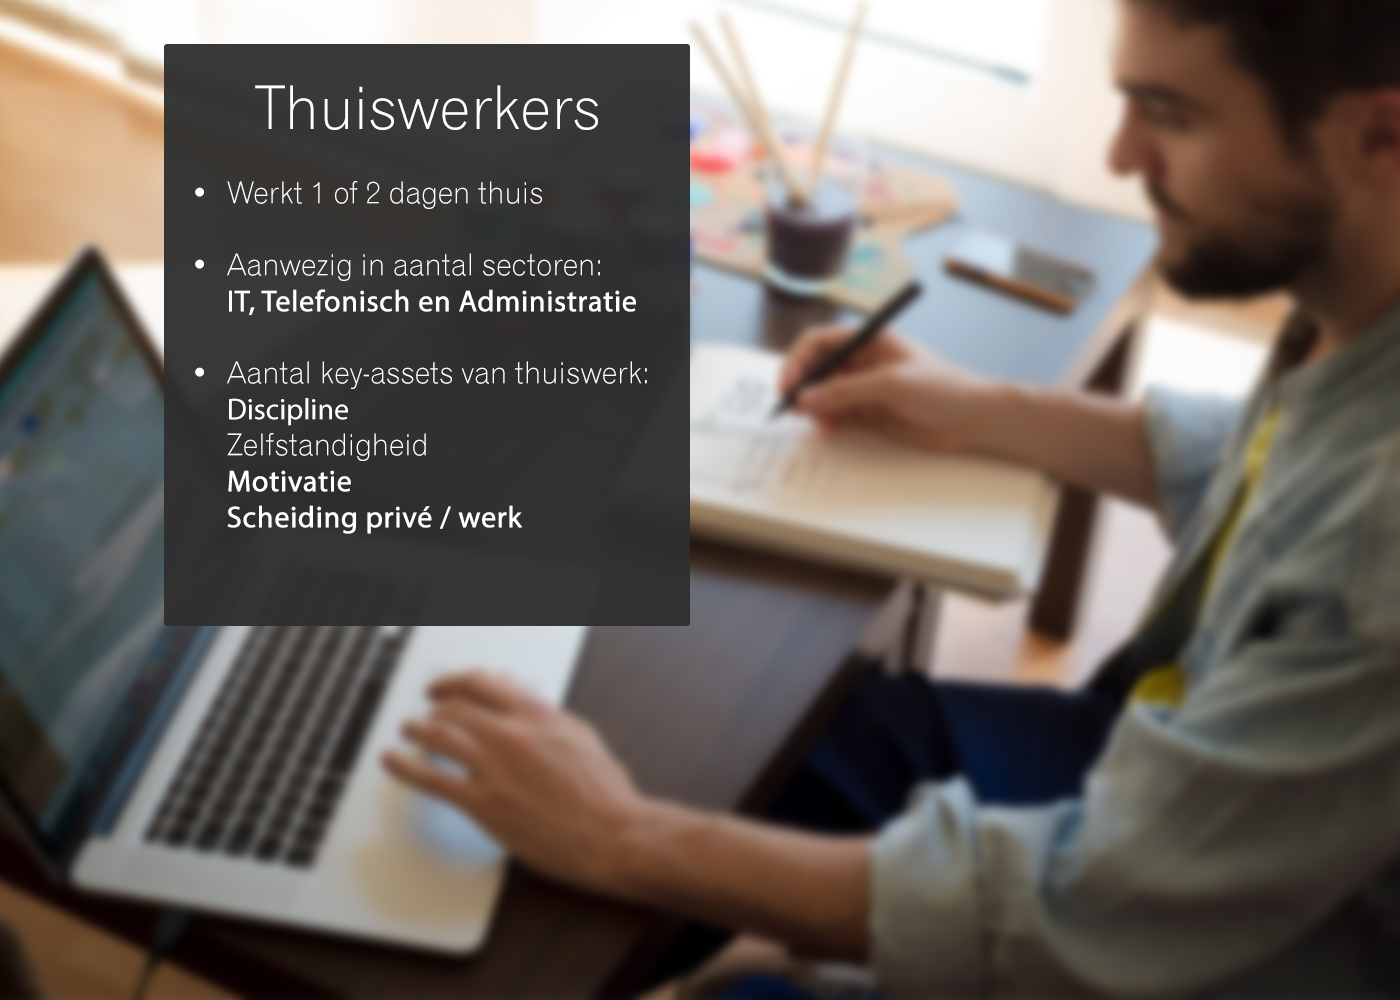 Thuiswerkers
• Werkt 1 of 2 dagen thuis
• Aanwezig in aantal sectoren:
IT, Telefonisch en Administratie
• Aantal key-assets van thuiswerk:
Discipline
Zelfstandigheid
Motivatie
Scheiding privé / werk